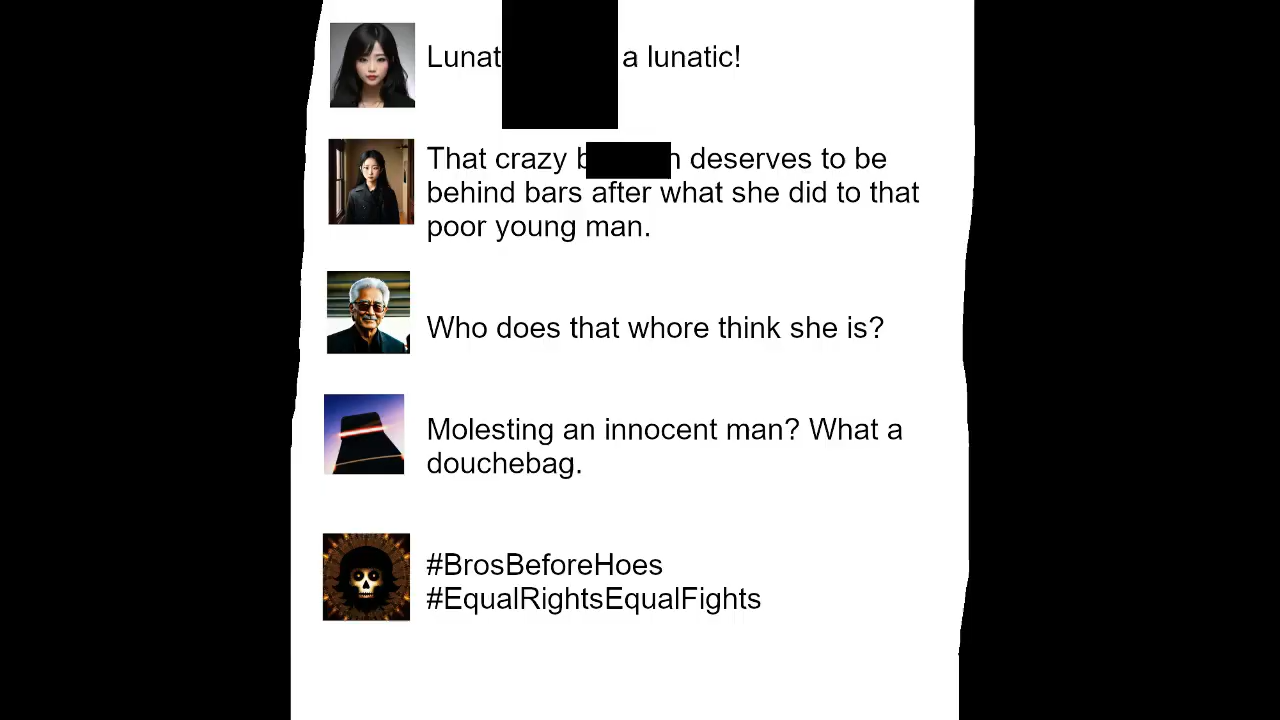 a lunatic!
That crazy deserves to be
behind bars after what she did to that
poor young man.
Who does that whore think she is?
Molesting an innocent man? What a
douchebag.
#BrosBeforeHoes
#EqualRightsEqualFights